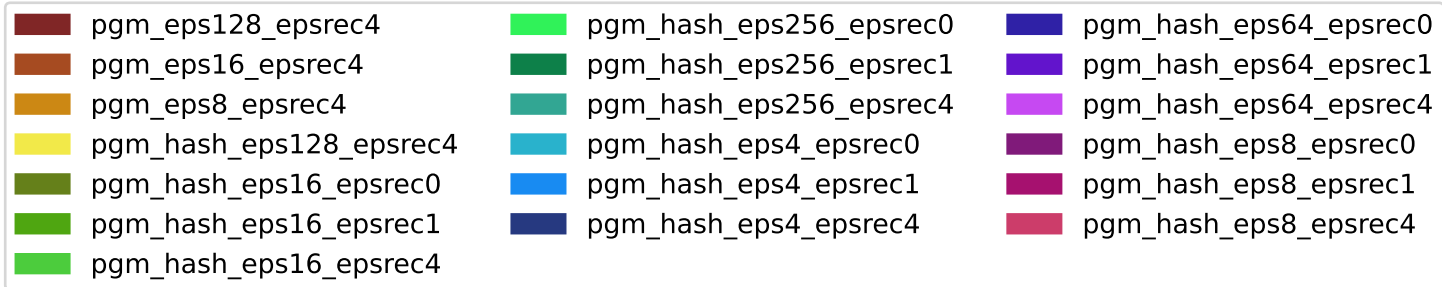 pgm_eps128_epsrec4
pgm_eps16_epsrec4
pgm_eps8_epsrec4
pgm_hash_eps128_epsrec4
pgm_hash_eps16_epsrec0
pgm_hash_eps16_epsrec1
pgm_hash_eps16_epsrec4
pgm_hash_eps256_epsrec0
pgm_hash_eps256_epsrec1
pgm_hash_eps256_epsrec4
pgm_hash_eps4_epsrec0
pgm_hash_eps4_epsrec1
pgm_hash_eps4_epsrec4
pgm_hash_eps64_epsrec0
pgm_hash_eps64_epsrec1
pgm_hash_eps64_epsrec4
pgm_hash_eps8_epsrec0
pgm_hash_eps8_epsrec1
pgm_hash_eps8_epsrec4